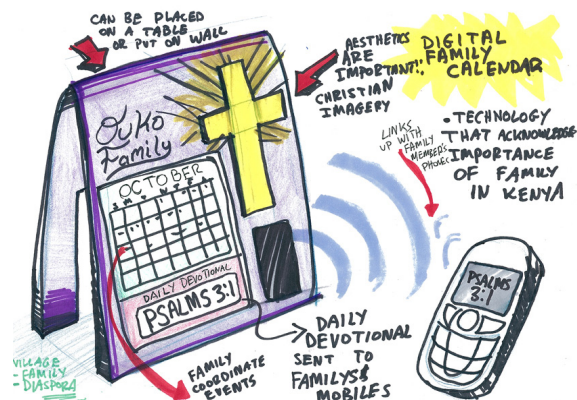 CAN BE PLACED
ON A TABLE
OR PUT ON WALL
AESTHETICS
ARE
IMPORTANT!!
CHRISTIAN
IMAGERY
DIGITAL
FAMILY
CALENDAR
• TECHNOLOGY
THAT ACKNOWLEDGE
IMPORTANCE
OF FAMILY
IN KENYA
LINKS
UP WITH
FAMILY
MEMBER'S
PHONES
Ouko
Family
OCTOBER
S M T W T F S
DAILY DEVOTIONAL
PSALMS 3:1
PSALMS
3:1
DAILY
DEVOTIONAL
SENT TO
FAMILYS
MOBILES
FAMILY
COORDINATE
EVENTS
VILLAGE
- FAMILY
- DIASPORA